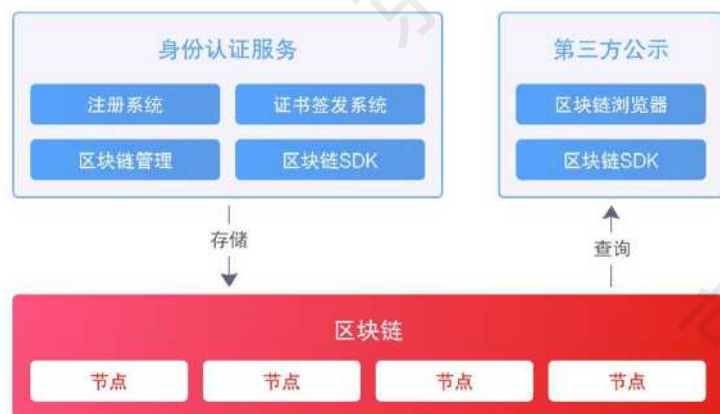 身份认证服务
第三方公示
注册系统
证书签发系统
区块链浏览器
区块链管理
区块链SDK
区块链SDK
存储
查询
区块链
节点
节点
节点
节点